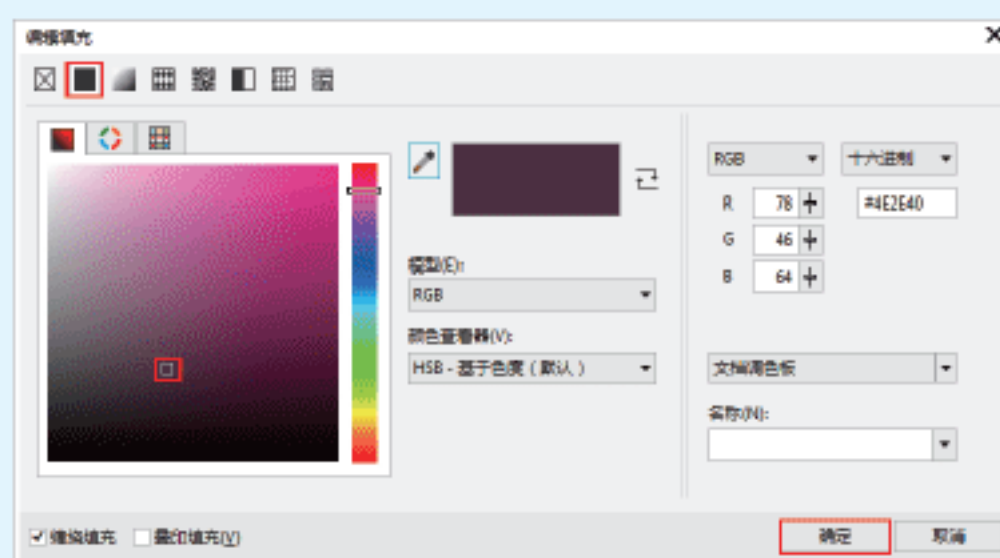 编辑填充
RGB
十六进制
R 78 #4E2E40
G 46
B 64
模型(E):
RGB
颜色查看器(V):
HSB - 基于色度（默认）
文档调色板
名称(N):
缠绕填充 叠印填充(V)
确定 取消